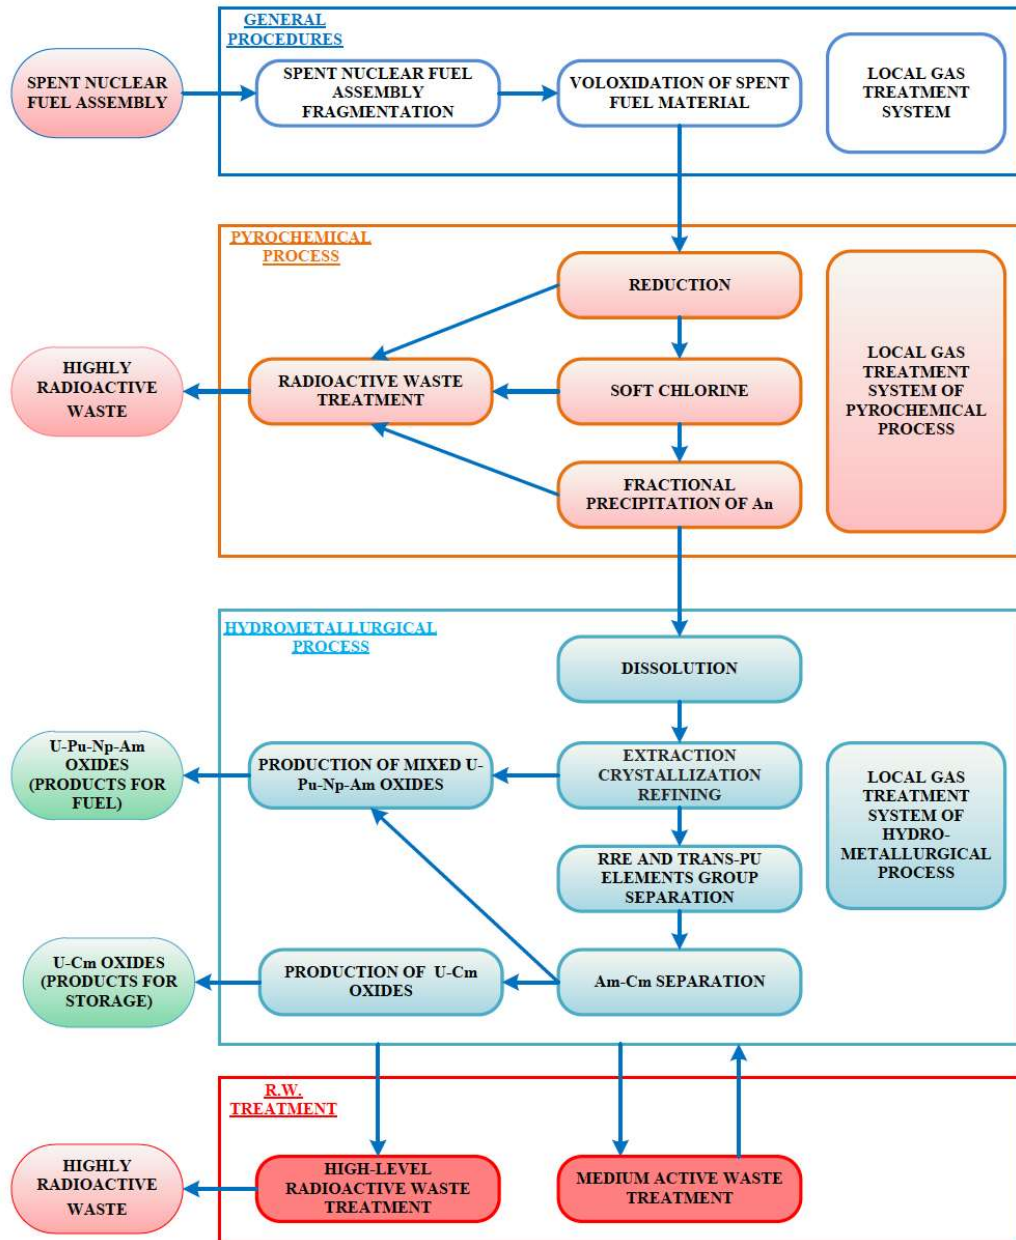 GENERAL
PROCEDURES
SPENT NUCLEAR
FUEL ASSEMBLY
SPENT NUCLEAR FUEL
ASSEMBLY
FRAGMENTATION
VOLOXIDATION OF SPENT
FUEL MATERIAL
LOCAL GAS
TREATMENT
SYSTEM
PYROCHEMICAL
PROCESS
REDUCTION
HIGHLY
RADIOACTIVE
WASTE
RADIOACTIVE WASTE
TREATMENT
SOFT CHLORINE
LOCAL GAS
TREATMENT
SYSTEM OF
PYROCHEMICAL
PROCESS
FRACTIONAL
PRECIPITATION OF An
HYDROMETALLURGICAL
PROCESS
DISSOLUTION
U-Pu-Np-Am
OXIDES
(PRODUCTS FOR
FUEL)
PRODUCTION OF MIXED U-
Pu-Np-Am OXIDES
EXTRACTION
CRYSTALLIZATION
REFINING
LOCAL GAS
TREATMENT
SYSTEM OF
HYDRO-
METALLURGICAL
PROCESS
RRE AND TRANS-PU
ELEMENTS GROUP
SEPARATION
U-Cm OXIDES
(PRODUCTS FOR
STORAGE)
PRODUCTION OF U-Cm
OXIDES
Am-Cm SEPARATION
R.W.
TREATMENT
HIGHLY
RADIOACTIVE
WASTE
HIGH-LEVEL
RADIOACTIVE WASTE
TREATMENT
MEDIUM ACTIVE WASTE
TREATMENT